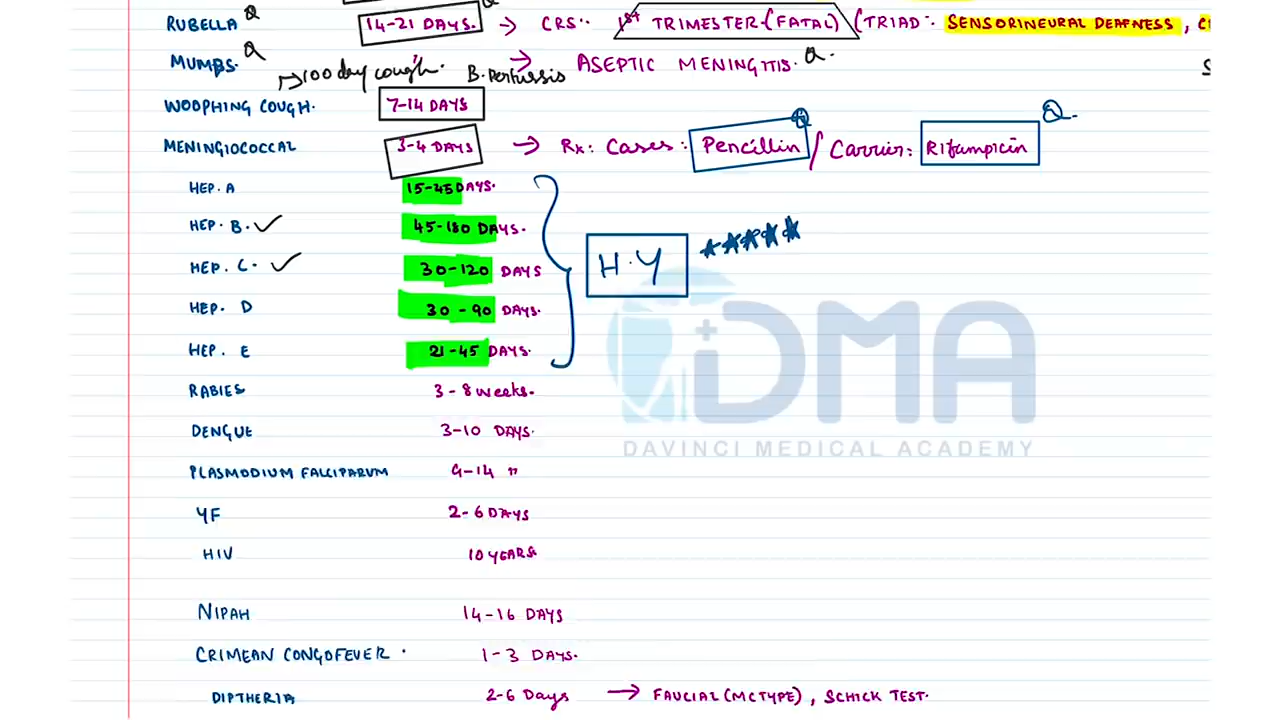 RUBELLA Q 14-21 DAYS. Q → CRS: 1st TRIMESTER-(FATAL) (TRIAD: SENSORINEURAL DEAFNESS, C
MUMPS. Q → ASEPTIC MENINGITIS. Q. S
→ 100 day cough. B. Pertussis
WOOPHING COUGH. 7-14 DAYS
MENINGIOCOCCAL 3-4 DAYS → Rx: Cases: Pencillin Q / Carrier: Rifampicin Q.
HEP. A 15-45 DAYS.
HEP. B. ✓ 45-180 DAYS.
HEP. C. ✓ 30-120 DAYS
H.Y ★★★★★
HEP. D 30-90 DAYS.
HEP. E 21-45 DAYS.
RABIES 3-8 weeks.
DENGUE 3-10 DAYS.
PLASMODIUM FALCIPARUM 9-14 "
YF 2-6 DAYS
HIV 10 YEARS
NIPAH 14-16 DAYS
CRIMEAN CONGOFEVER. 1-3 DAYS.
DIPTHERIA 2-6 Days → FAUCIAL (MC TYPE), SCHICK TEST.
DMA
DAVINCI MEDICAL ACADEMY